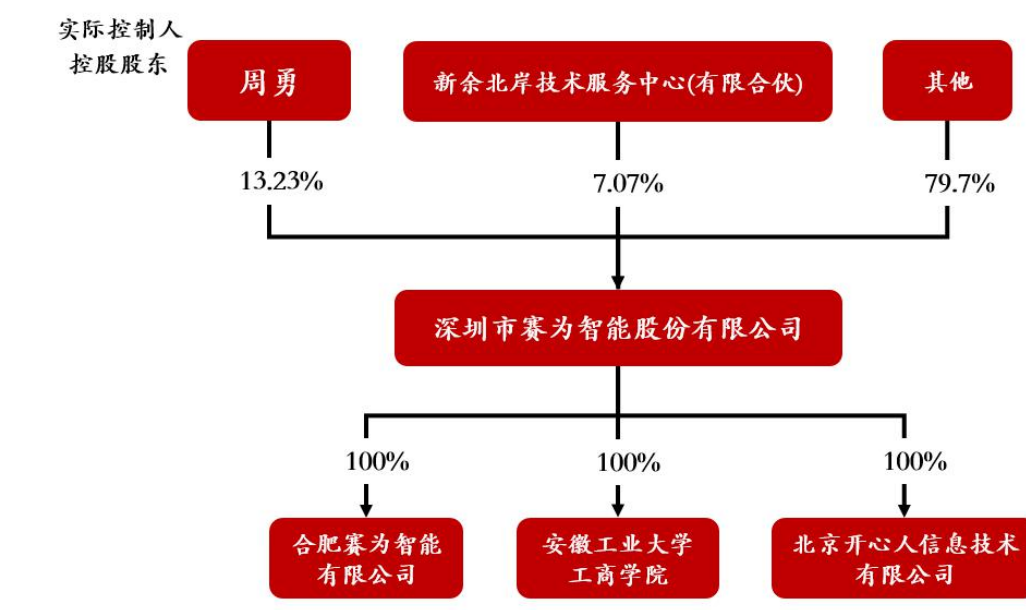 实际控制人
控股股东
周勇
新余北岸技术服务中心(有限合伙)
其他
13.23%
7.07%
79.7%
深圳市赛为智能股份有限公司
100%
100%
100%
合肥赛为智能
有限公司
安徽工业大学
工商学院
北京开心人信息技术
有限公司